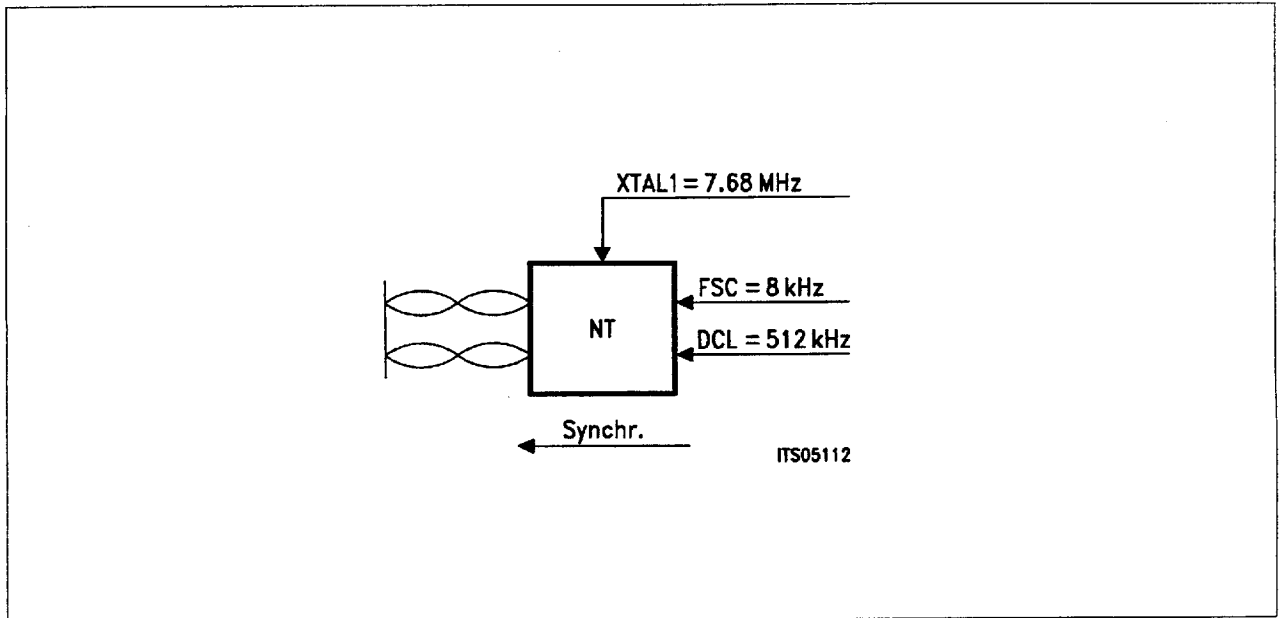 XTAL1 = 7.68 MHz
FSC = 8 kHz
NT
DCL = 512 kHz
Synchr.
ITS05112